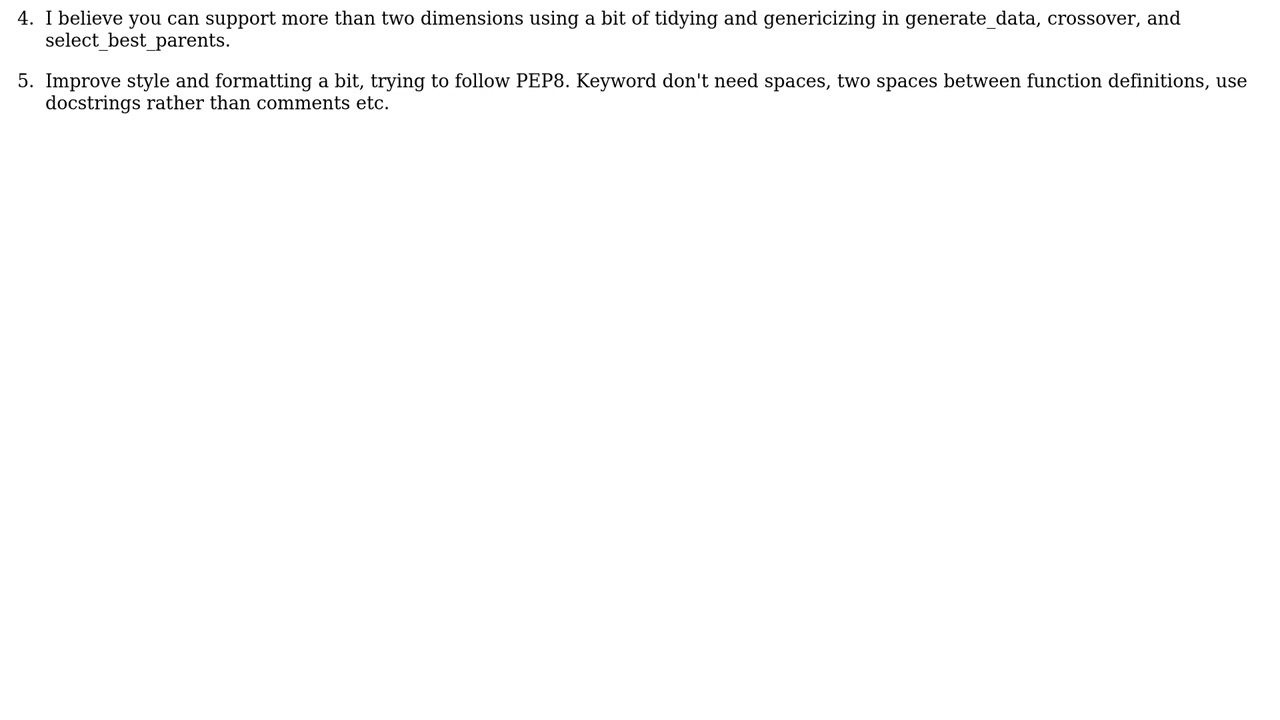 4. I believe you can support more than two dimensions using a bit of tidying and genericizing in generate_data, crossover, and
select_best_parents.
5. Improve style and formatting a bit, trying to follow PEP8. Keyword don't need spaces, two spaces between function definitions, use
docstrings rather than comments etc.